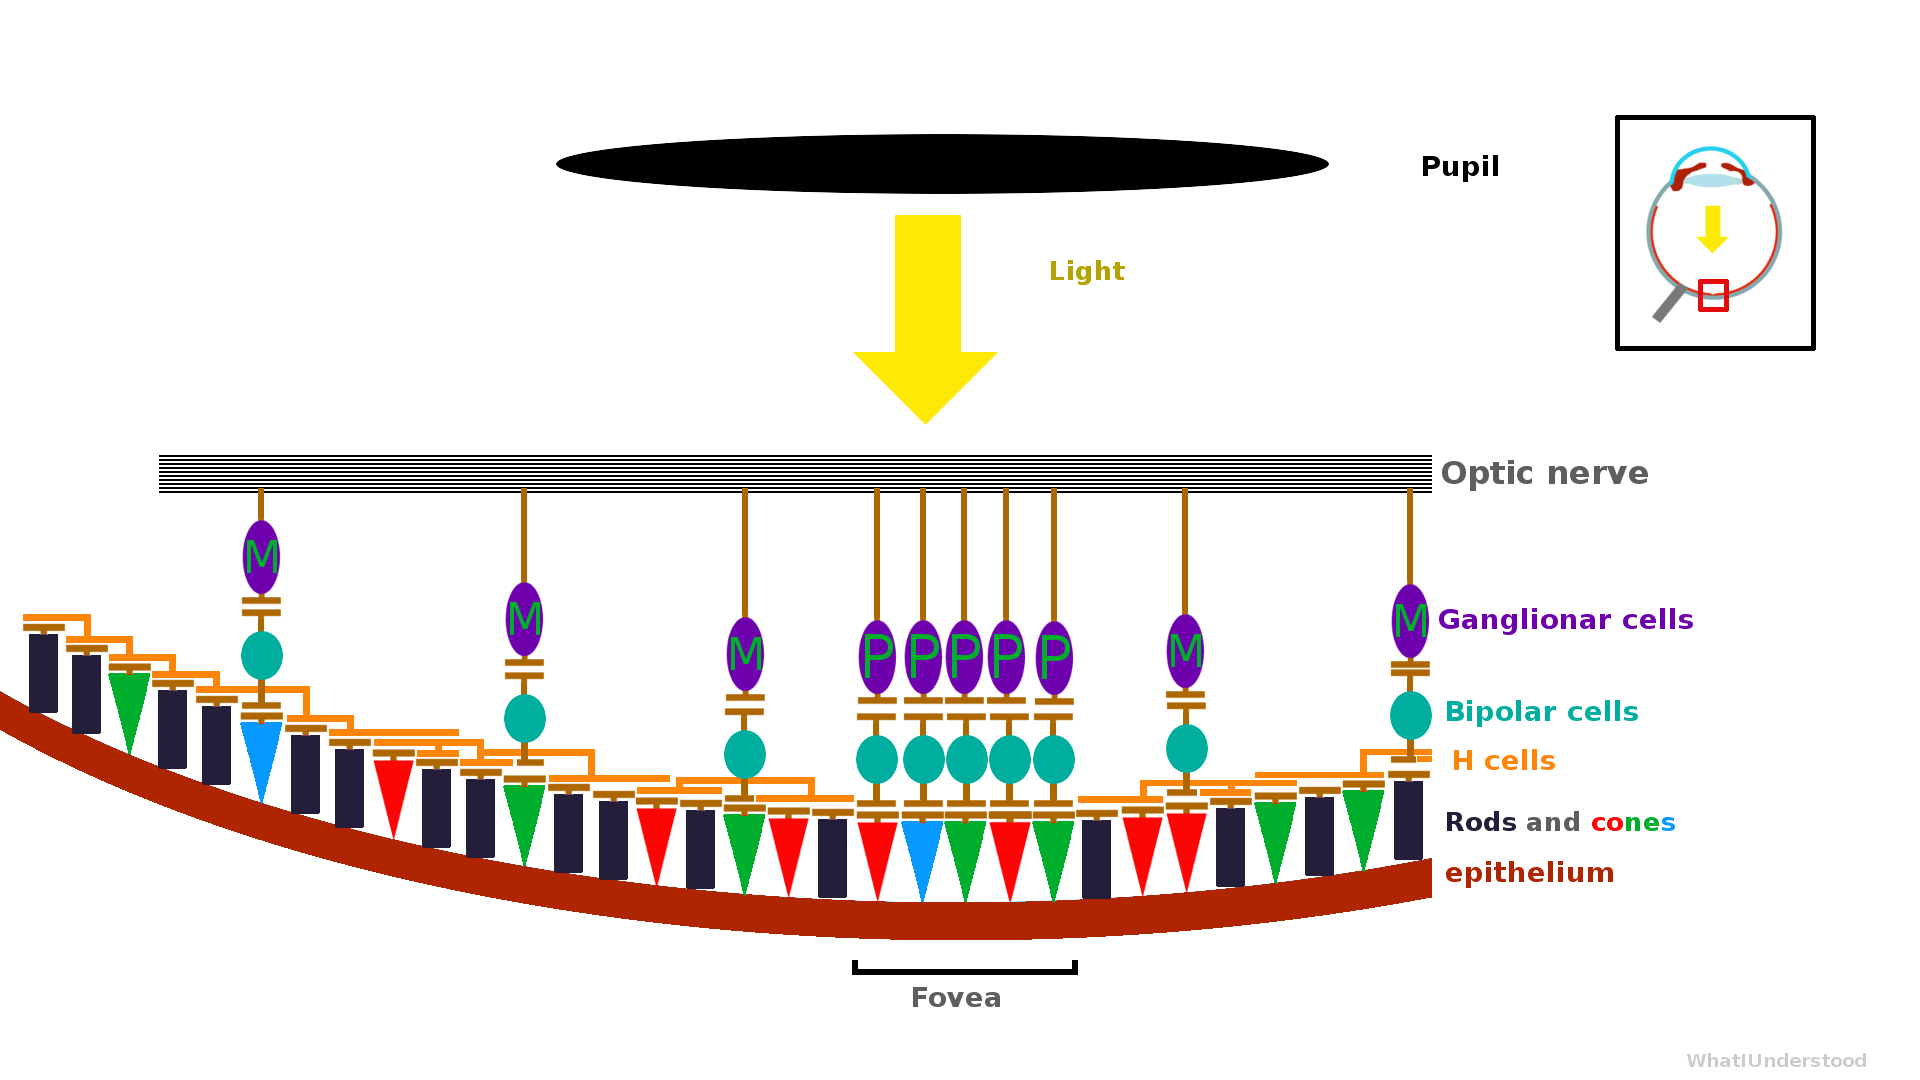 Pupil
Light
Optic nerve
M
M
M
P P P P P
M
M
Ganglionar cells
Bipolar cells
H cells
Rods and cones
epithelium
Fovea
WhatIUnderstood